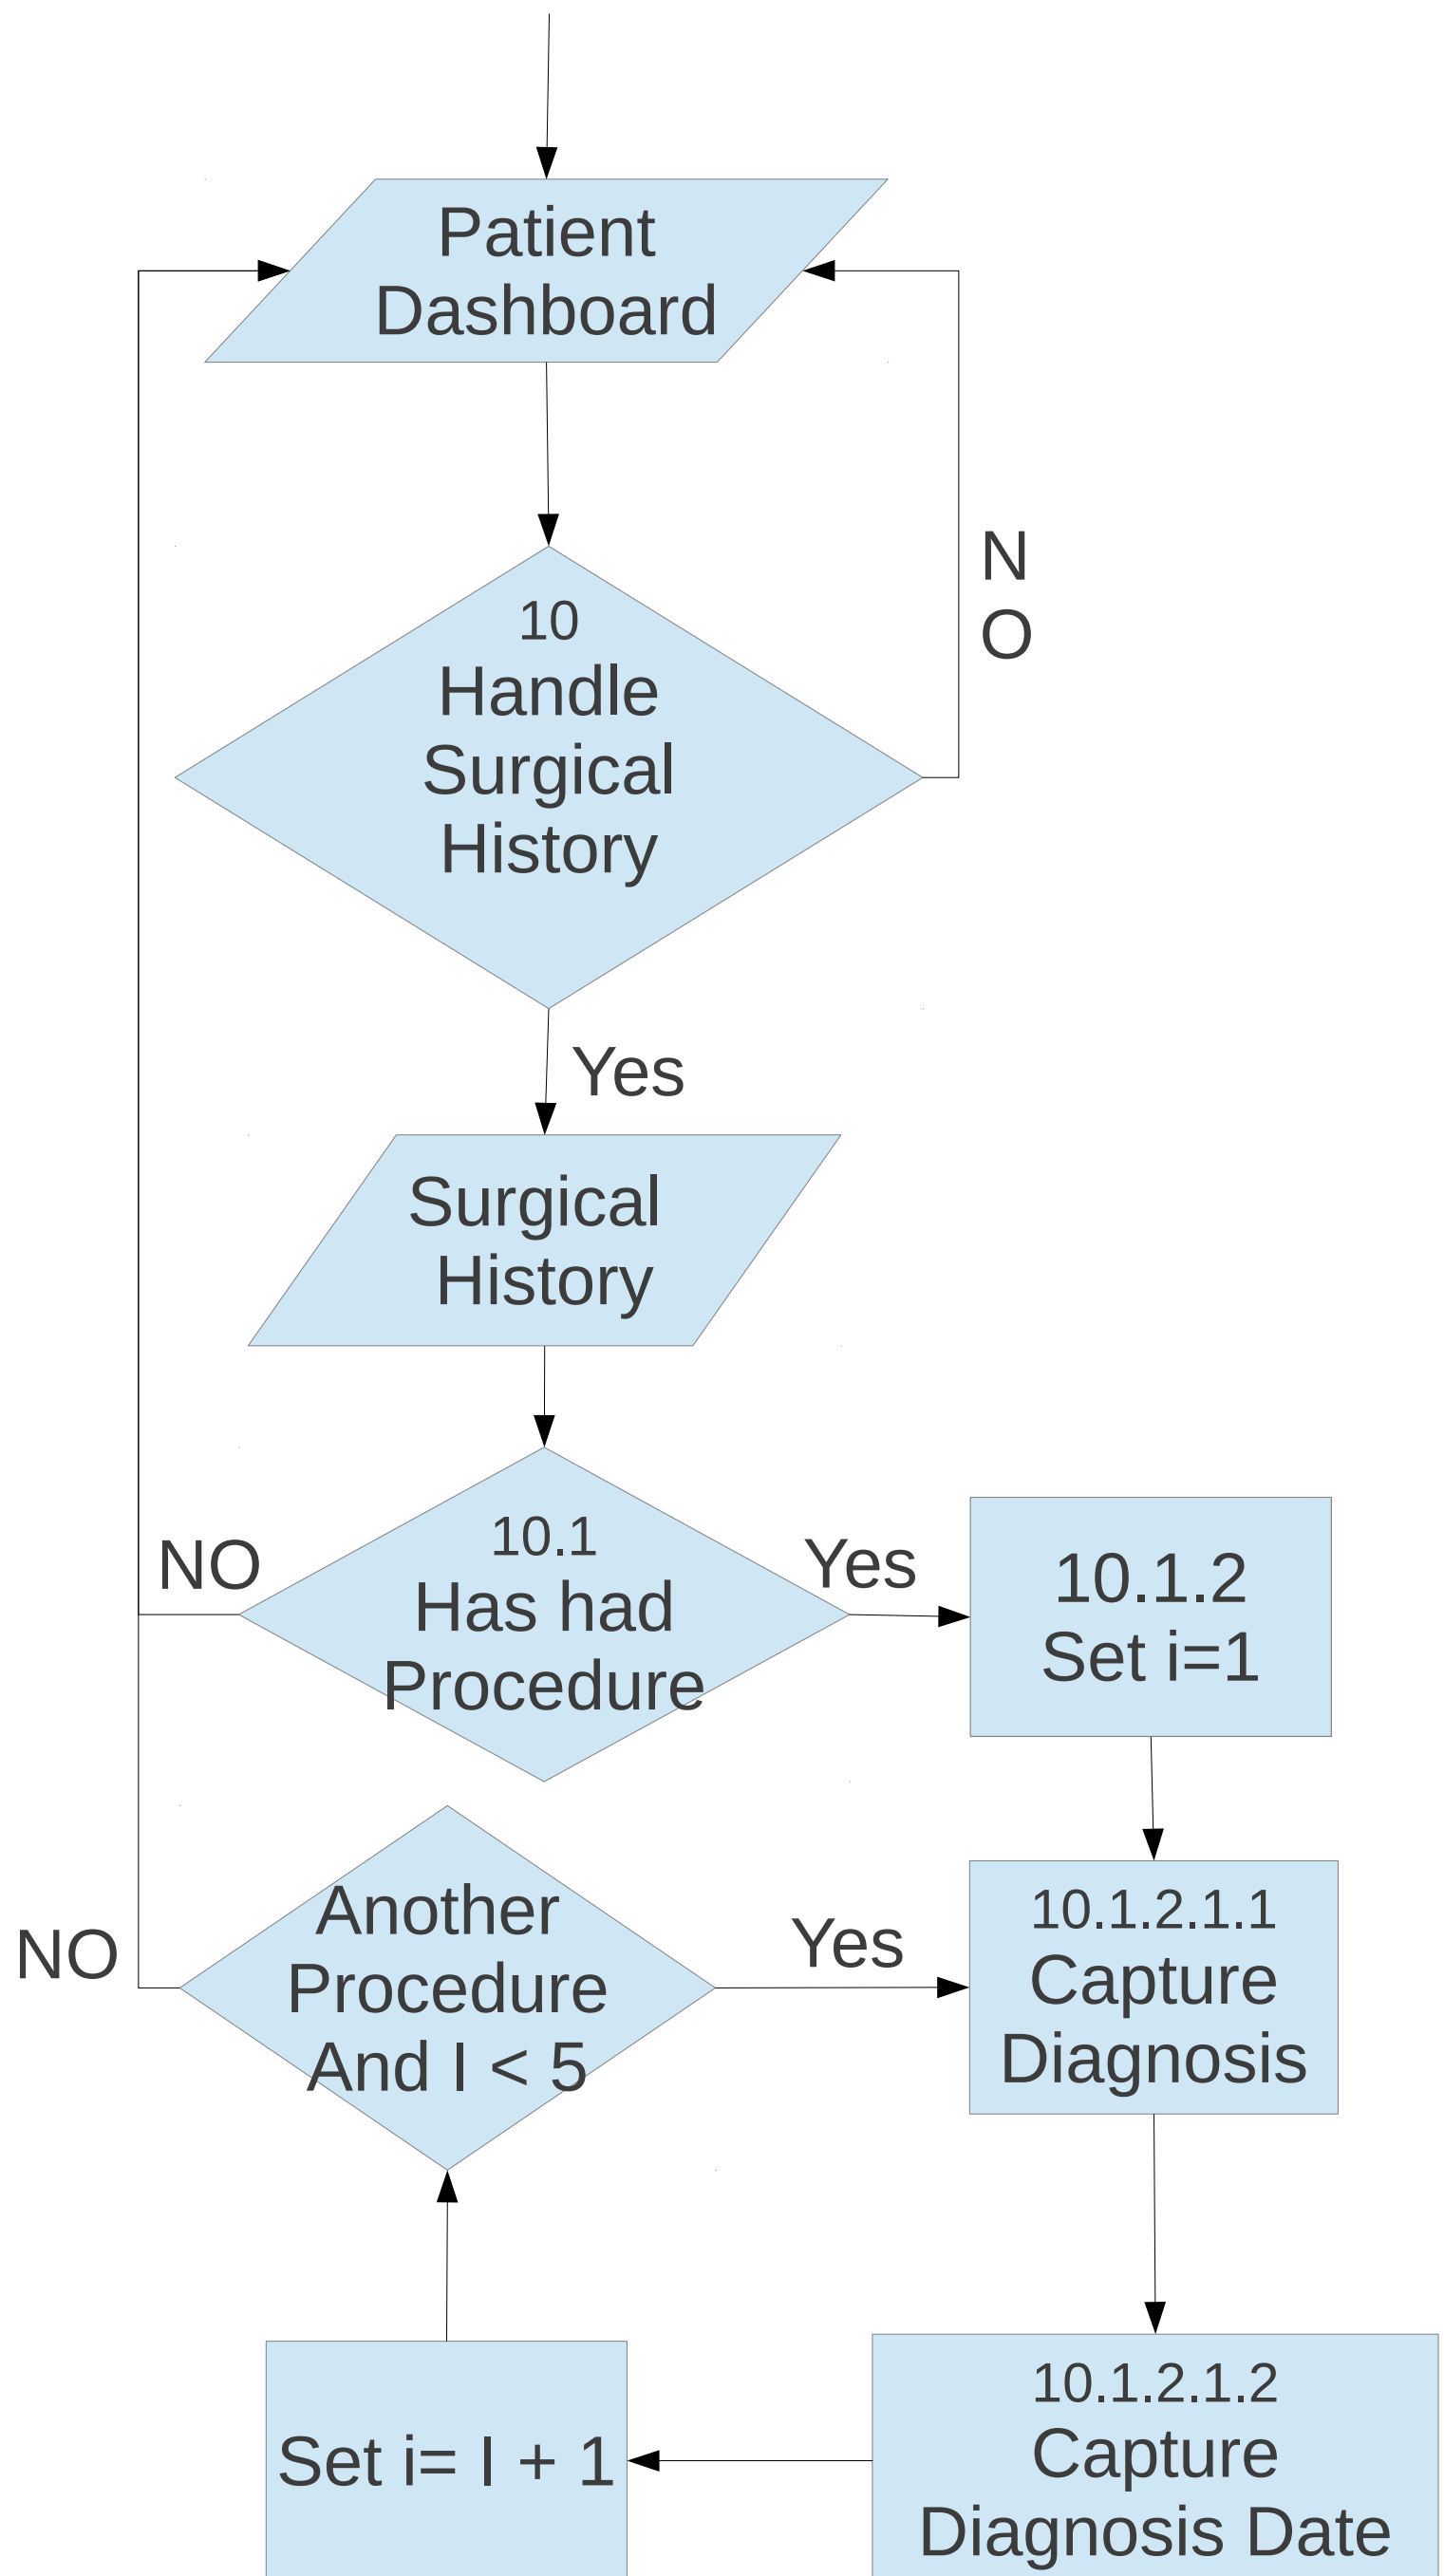 Patient
Dashboard
N
O
10
Handle
Surgical
History
Yes
Surgical
History
NO
10.1
Has had
Procedure
Yes
10.1.2
Set i=1
NO
Another
Procedure
And I < 5
Yes
10.1.2.1.1
Capture
Diagnosis
Set i= I + 1
10.1.2.1.2
Capture
Diagnosis Date